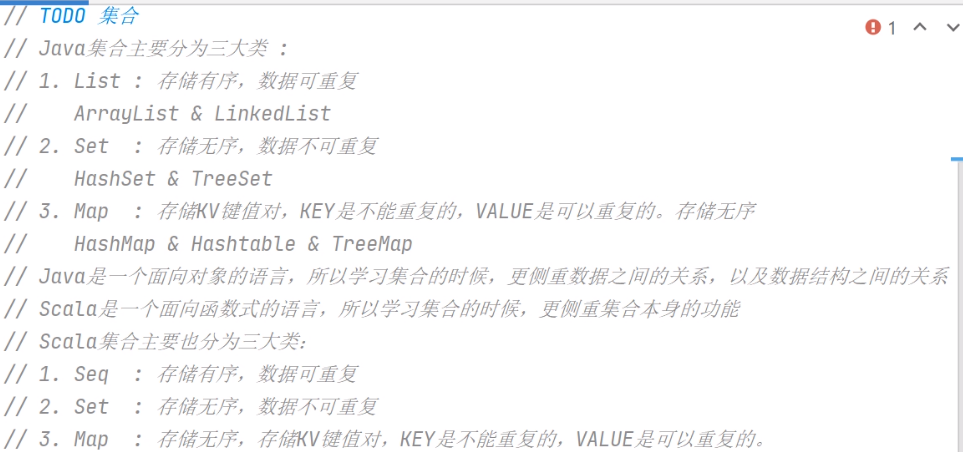 // TODO 集合
1
// Java集合主要分为三大类 :
// 1. List : 存储有序，数据可重复
//    ArrayList & LinkedList
// 2. Set  : 存储无序，数据不可重复
//    HashSet & TreeSet
// 3. Map  : 存储KV键值对，KEY是不能重复的，VALUE是可以重复的。存储无序
//    HashMap & Hashtable & TreeMap
// Java是一个面向对象的语言，所以学习集合的时候，更侧重数据之间的关系，以及数据结构之间的关系
// Scala是一个面向函数式的语言，所以学习集合的时候，更侧重集合本身的功能
// Scala集合主要也分为三大类：
// 1. Seq  : 存储有序，数据可重复
// 2. Set  : 存储无序，数据不可重复
// 3. Map  : 存储无序，存储KV键值对，KEY是不能重复的，VALUE是可以重复的。